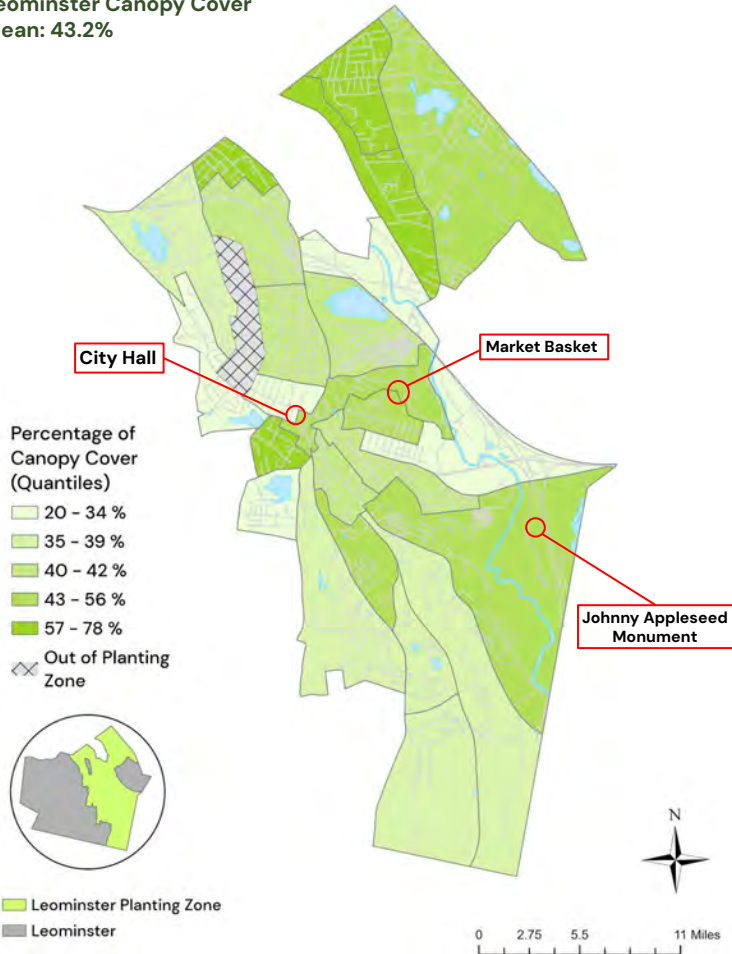 eominster Canopy Cover
ean: 43.2%
City Hall
Market Basket
Percentage of
Canopy Cover
(Quantiles)
20 - 34 %
35 - 39 %
40 - 42 %
43 - 56 %
57 - 78 %
Out of Planting
Zone
Johnny Appleseed
Monument
Leominster Planting Zone
Leominster
N
0 2.75 5.5 11 Miles